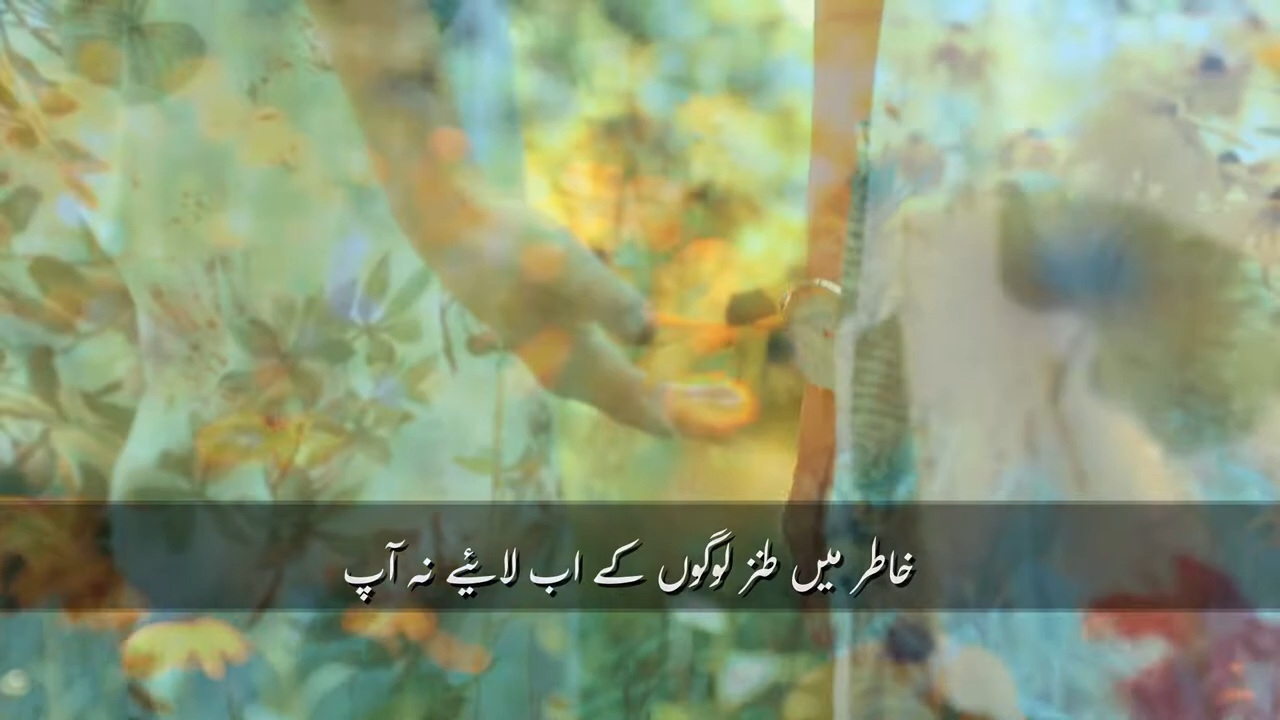 خاطر میں طنز لوگوں کے اب لائیے نہ آپ